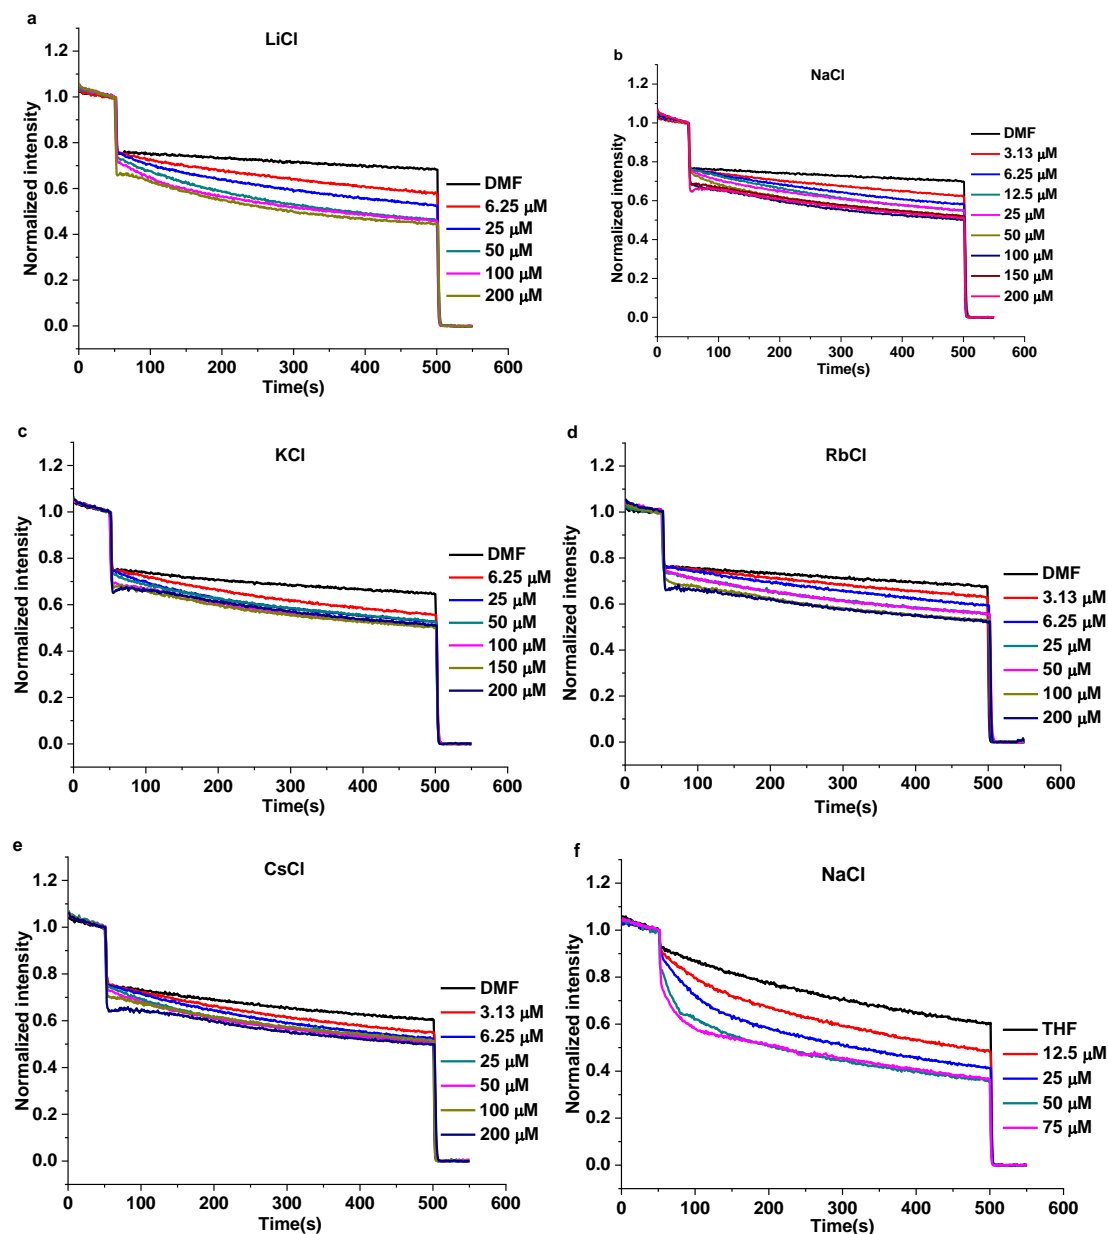 a
LiCl
1.2
1.0
0.8
0.6
0.4
0.2
0.0
0 100 200 300 400 500 600
Time(s)
Normalized intensity
DMF
6.25 μM
25 μM
50 μM
100 μM
200 μM
b
NaCl
1.2
1.0
0.8
0.6
0.4
0.2
0.0
0 100 200 300 400 500 600
Time(s)
Normalized intensity
DMF
3.13 μM
6.25 μM
12.5 μM
25 μM
50 μM
100 μM
150 μM
200 μM
c
KCl
1.2
1.0
0.8
0.6
0.4
0.2
0.0
0 100 200 300 400 500 600
Time(s)
Normalized intensity
DMF
6.25 μM
25 μM
50 μM
100 μM
150 μM
200 μM
d
RbCl
1.2
1.0
0.8
0.6
0.4
0.2
0.0
0 100 200 300 400 500 600
Time(s)
Normalized intensity
DMF
3.13 μM
6.25 μM
25 μM
50 μM
100 μM
200 μM
e
CsCl
1.2
1.0
0.8
0.6
0.4
0.2
0.0
0 100 200 300 400 500 600
Time(s)
Normalized intensity
DMF
3.13 μM
6.25 μM
25 μM
50 μM
100 μM
200 μM
f
NaCl
1.2
1.0
0.8
0.6
0.4
0.2
0.0
0 100 200 300 400 500 600
Time(s)
Normalized intensity
THF
12.5 μM
25 μM
50 μM
75 μM